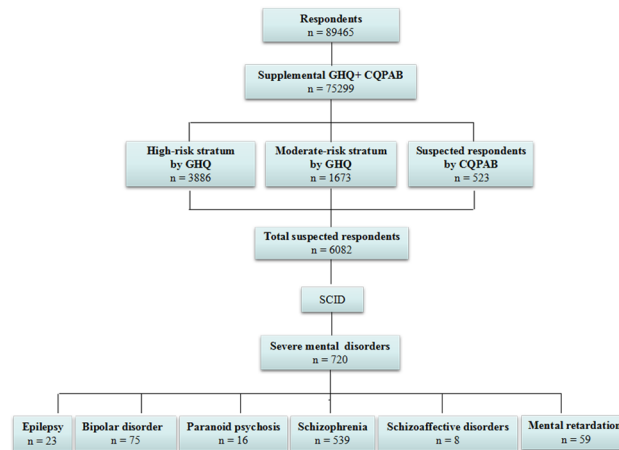 Respondents
n = 89465
Supplemental GHQ+ CQPAB
n = 75299
High-risk stratum
by GHQ
n = 3886
Moderate-risk stratum
by GHQ
n = 1673
Suspected respondents
by CQPAB
n = 523
Total suspected respondents
n = 6082
SCID
Severe mental disorders
n = 720
Epilepsy
n = 23
Bipolar disorder
n = 75
Paranoid psychosis
n = 16
Schizophrenia
n = 539
Schizoaffective disorders
n = 8
Mental retardation
n = 59